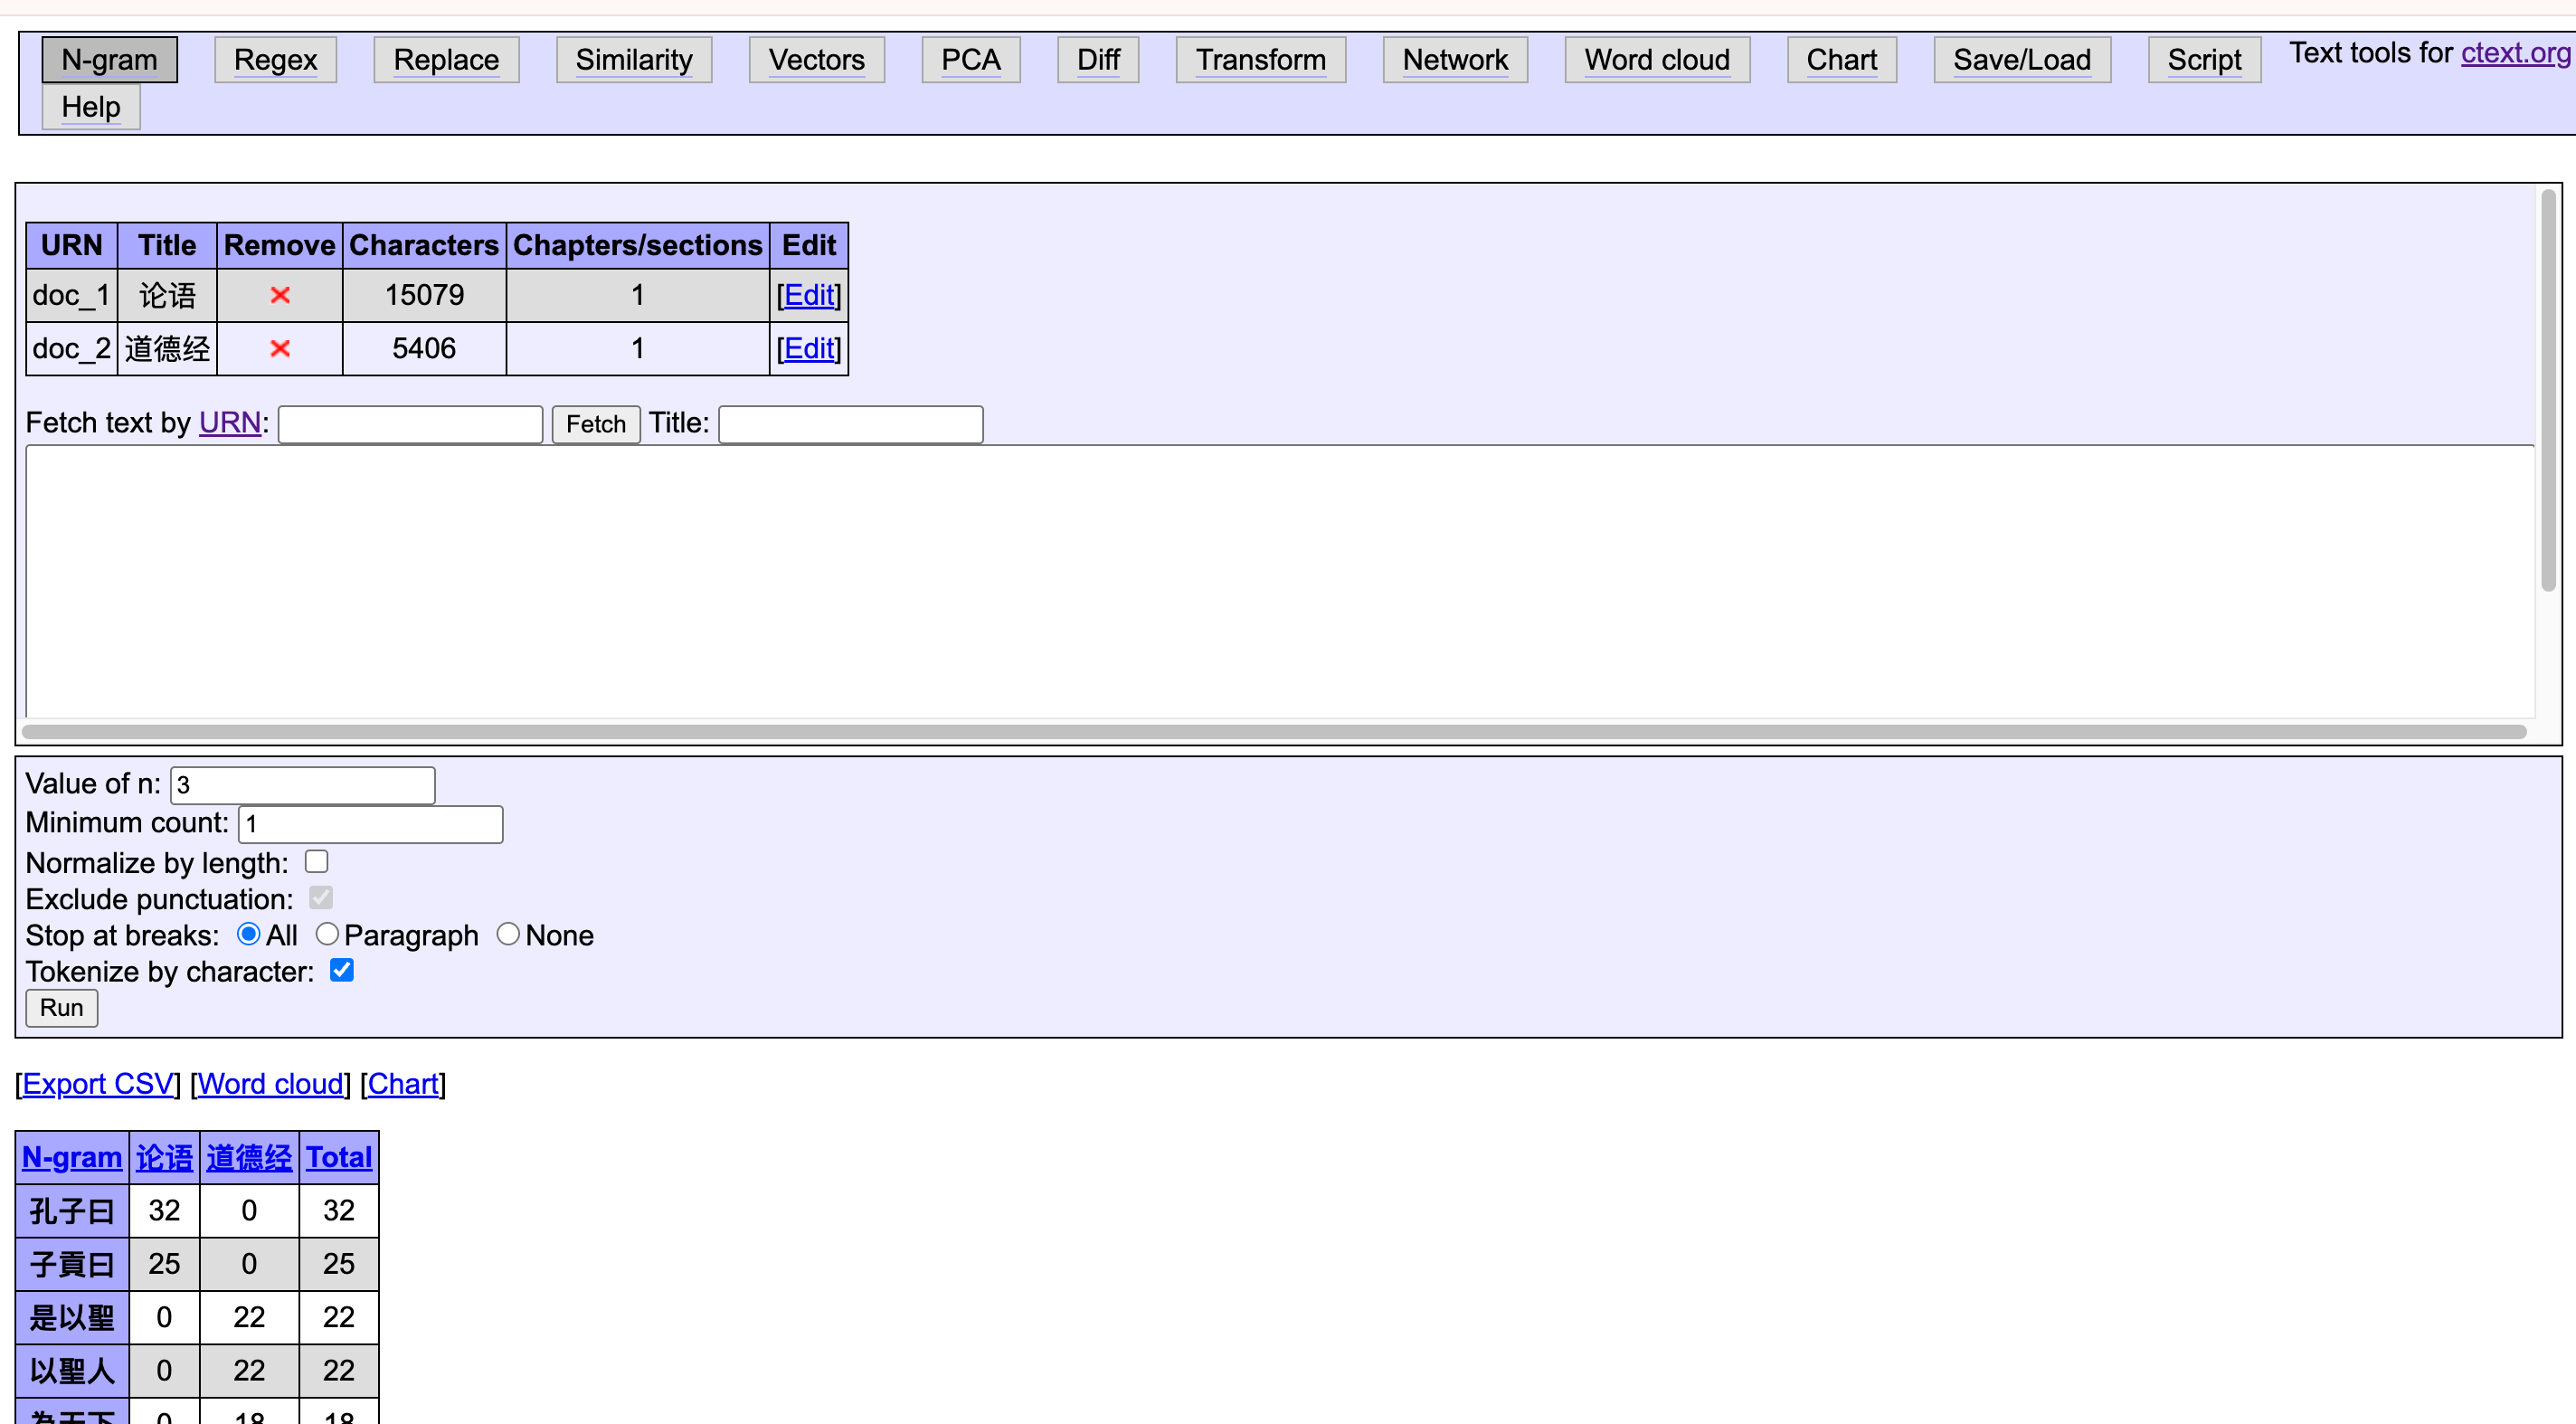 N-gram Regex Replace Similarity Vectors PCA Diff Transform Network Word cloud Chart Save/Load Script Text tools for ctext.org
Help
URN Title Remove Characters Chapters/sections Edit
doc_1 论语 15079 1 [Edit]
doc_2 道德经 5406 1 [Edit]
Fetch text by URN: Fetch Title:
Value of n: 3
Minimum count: 1
Normalize by length:
Exclude punctuation:
Stop at breaks: All Paragraph None
Tokenize by character:
Run
[Export CSV] [Word cloud] [Chart]
N-gram 论语 道德经 Total
孔子曰 32 0 32
子貢曰 25 0 25
是以聖 0 22 22
以聖人 0 22 22
為天下 0 18 18